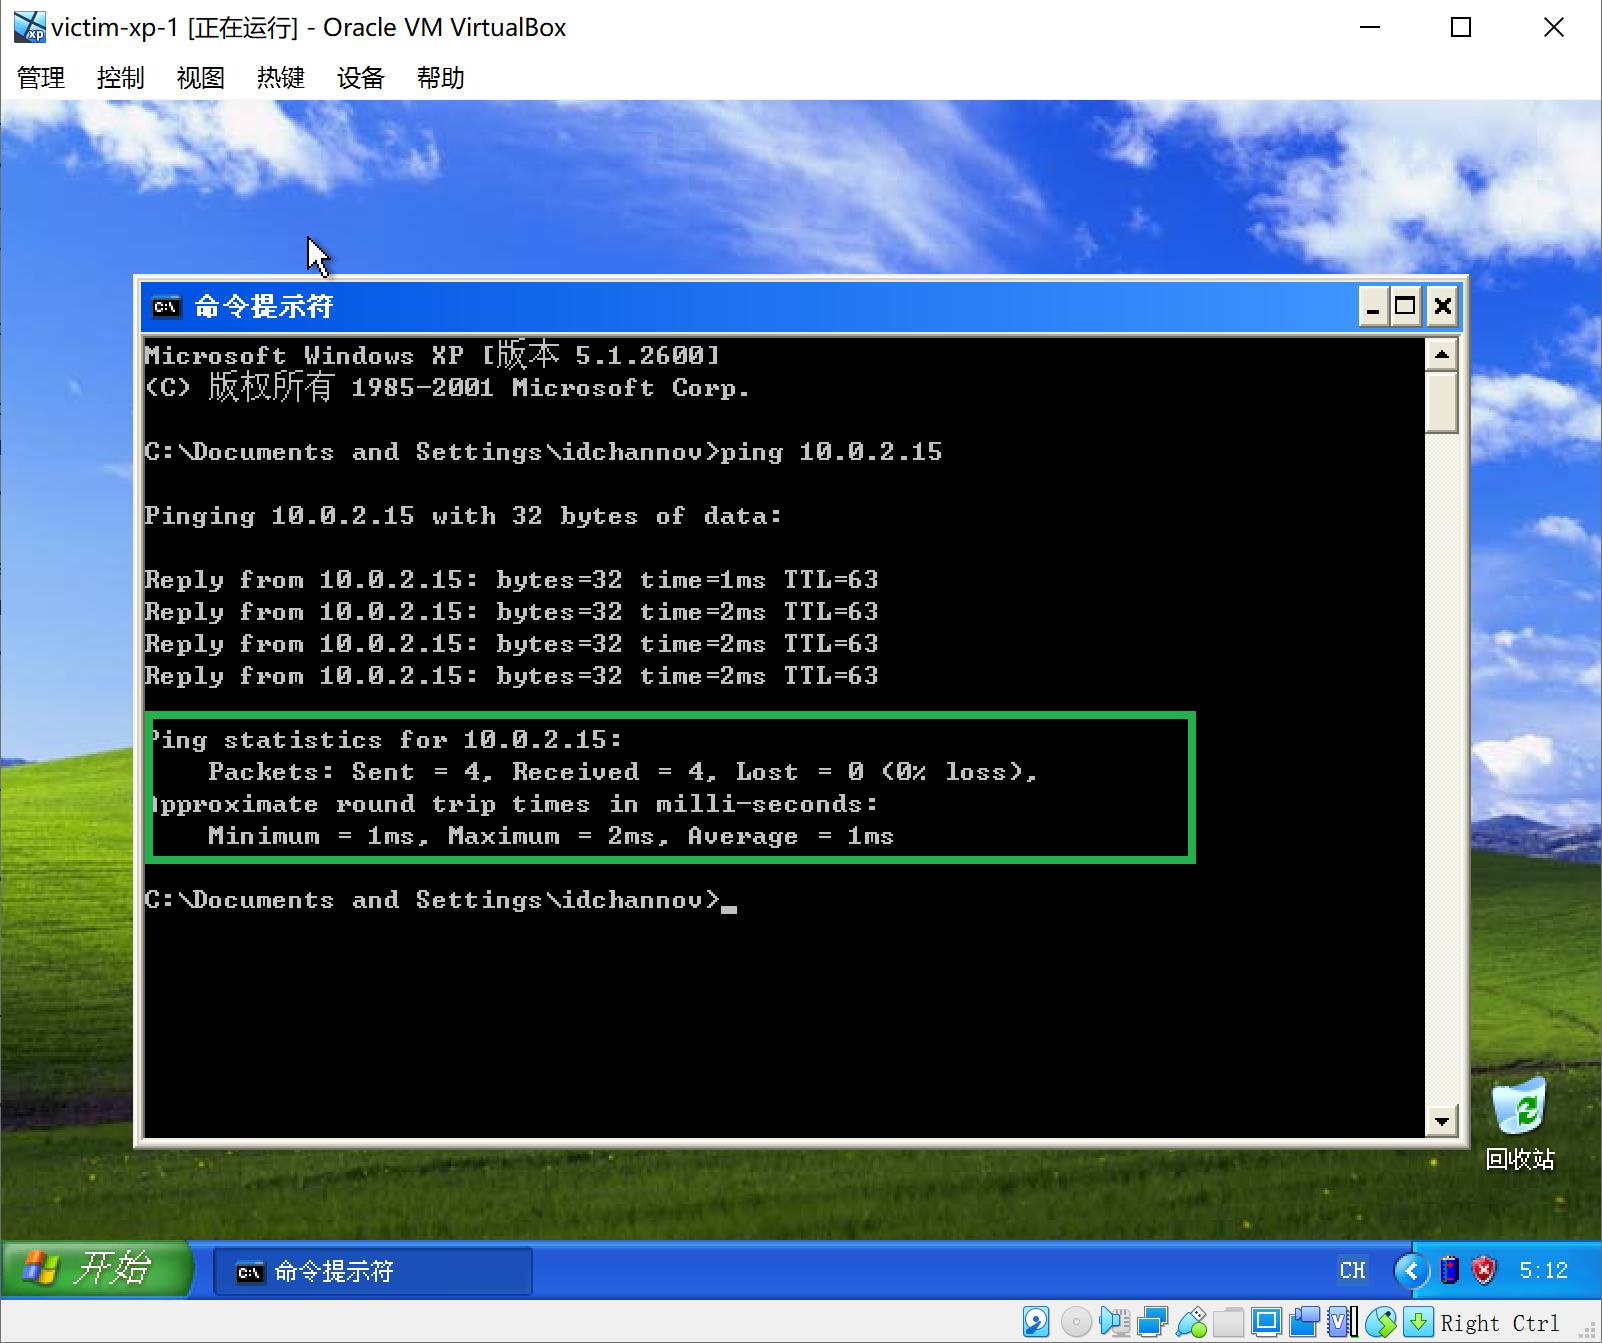 victim-xp-1 [正在运行] - Oracle VM VirtualBox
管理 控制 视图 热键 设备 帮助
命令提示符
Microsoft Windows XP [版本 5.1.2600]
(C) 版权所有 1985-2001 Microsoft Corp.
C:\Documents and Settings\idchannov>ping 10.0.2.15
Pinging 10.0.2.15 with 32 bytes of data:
Reply from 10.0.2.15: bytes=32 time=1ms TTL=63
Reply from 10.0.2.15: bytes=32 time=2ms TTL=63
Reply from 10.0.2.15: bytes=32 time=2ms TTL=63
Reply from 10.0.2.15: bytes=32 time=2ms TTL=63
Ping statistics for 10.0.2.15:
Packets: Sent = 4, Received = 4, Lost = 0 (0% loss),
Approximate round trip times in milli-seconds:
Minimum = 1ms, Maximum = 2ms, Average = 1ms
C:\Documents and Settings\idchannov>
回收站
开始 命令提示符 CH 5:12
Right Ctrl